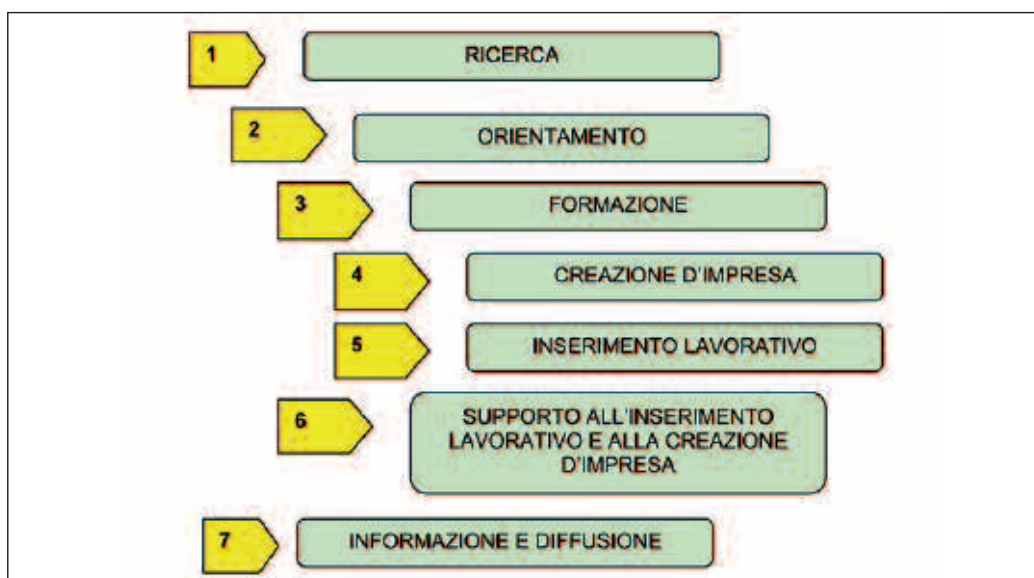 1 RICERCA
2 ORIENTAMENTO
3 FORMAZIONE
4 CREAZIONE D'IMPRESA
5 INSERIMENTO LAVORATIVO
6 SUPPORTO ALL'INSERIMENTO
LAVORATIVO E ALLA CREAZIONE
D'IMPRESA
7 INFORMAZIONE E DIFFUSIONE